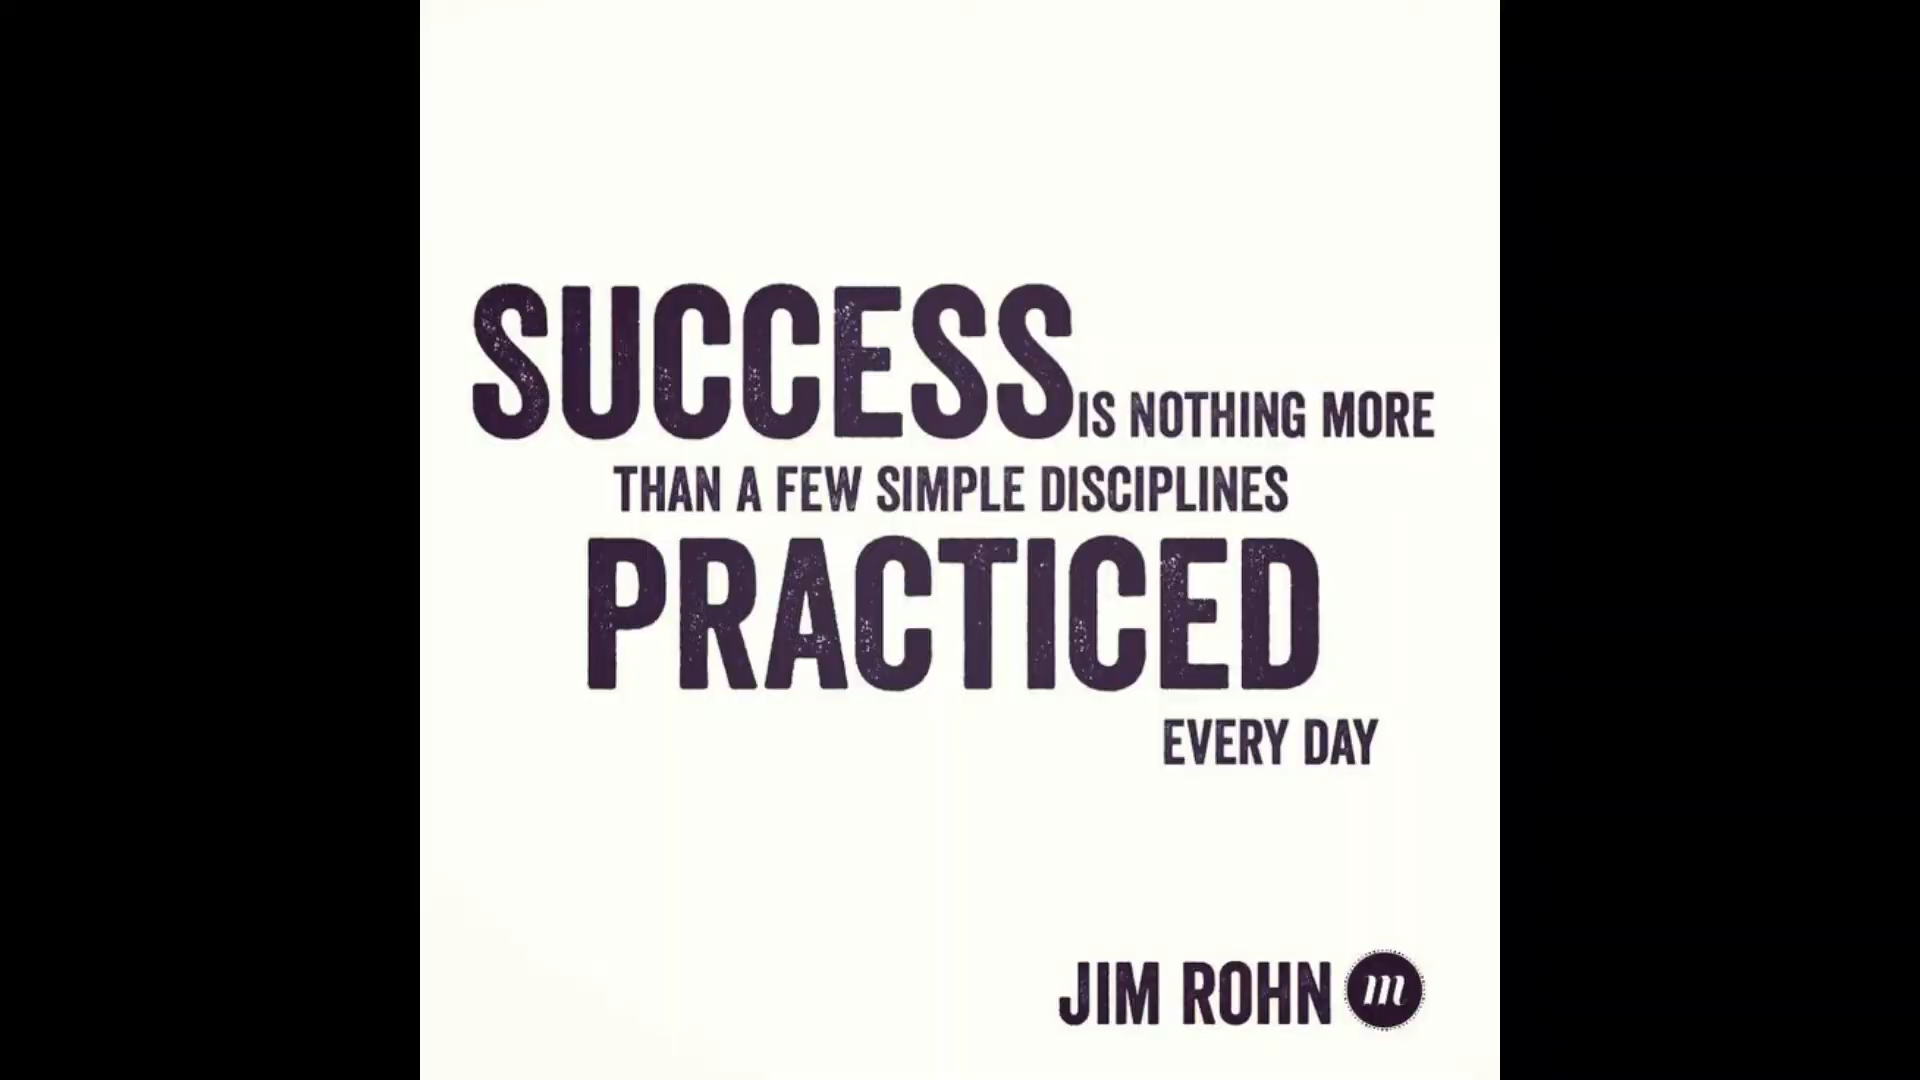 SUCCESS IS NOTHING MORE
THAN A FEW SIMPLE DISCIPLINES
PRACTICED
EVERY DAY
JIM ROHN m